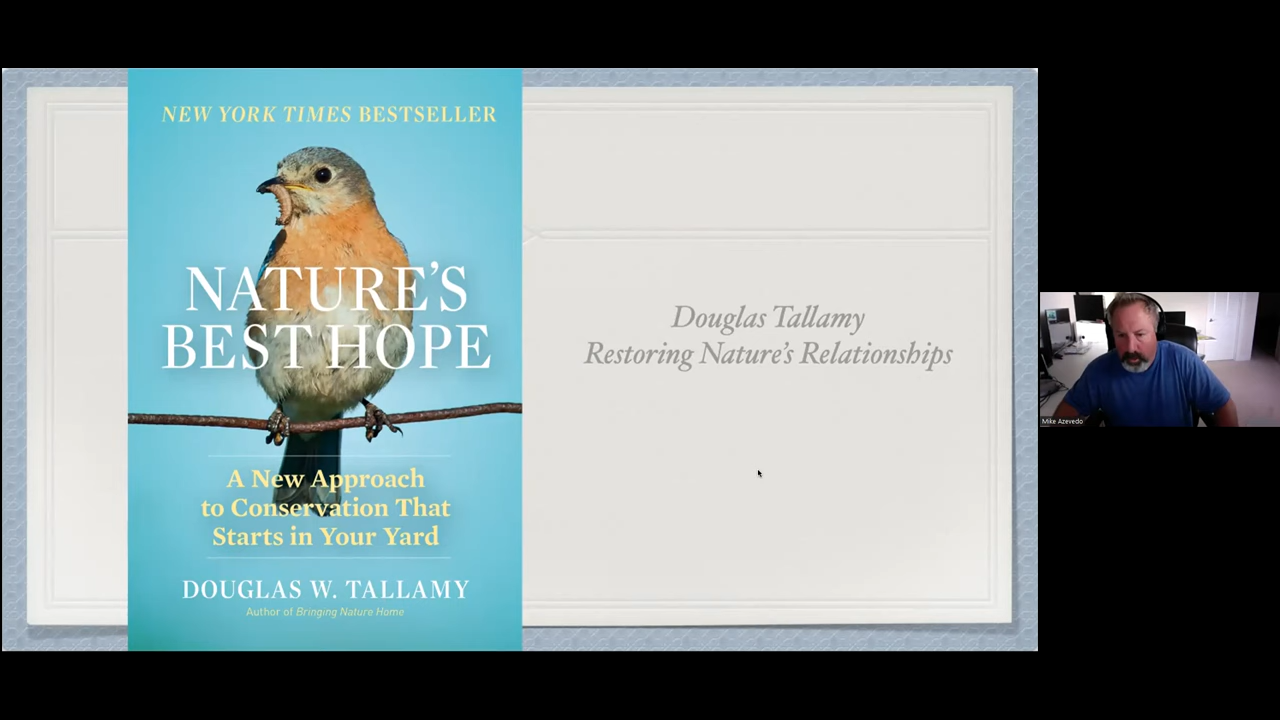 NEW YORK TIMES BESTSELLER
NATURE'S
BEST HOPE
A New Approach
to Conservation That
Starts in Your Yard
DOUGLAS W. TALLAMY
Author of Bringing Nature Home
Douglas Tallamy
Restoring Nature's Relationships
Mike Azevedo